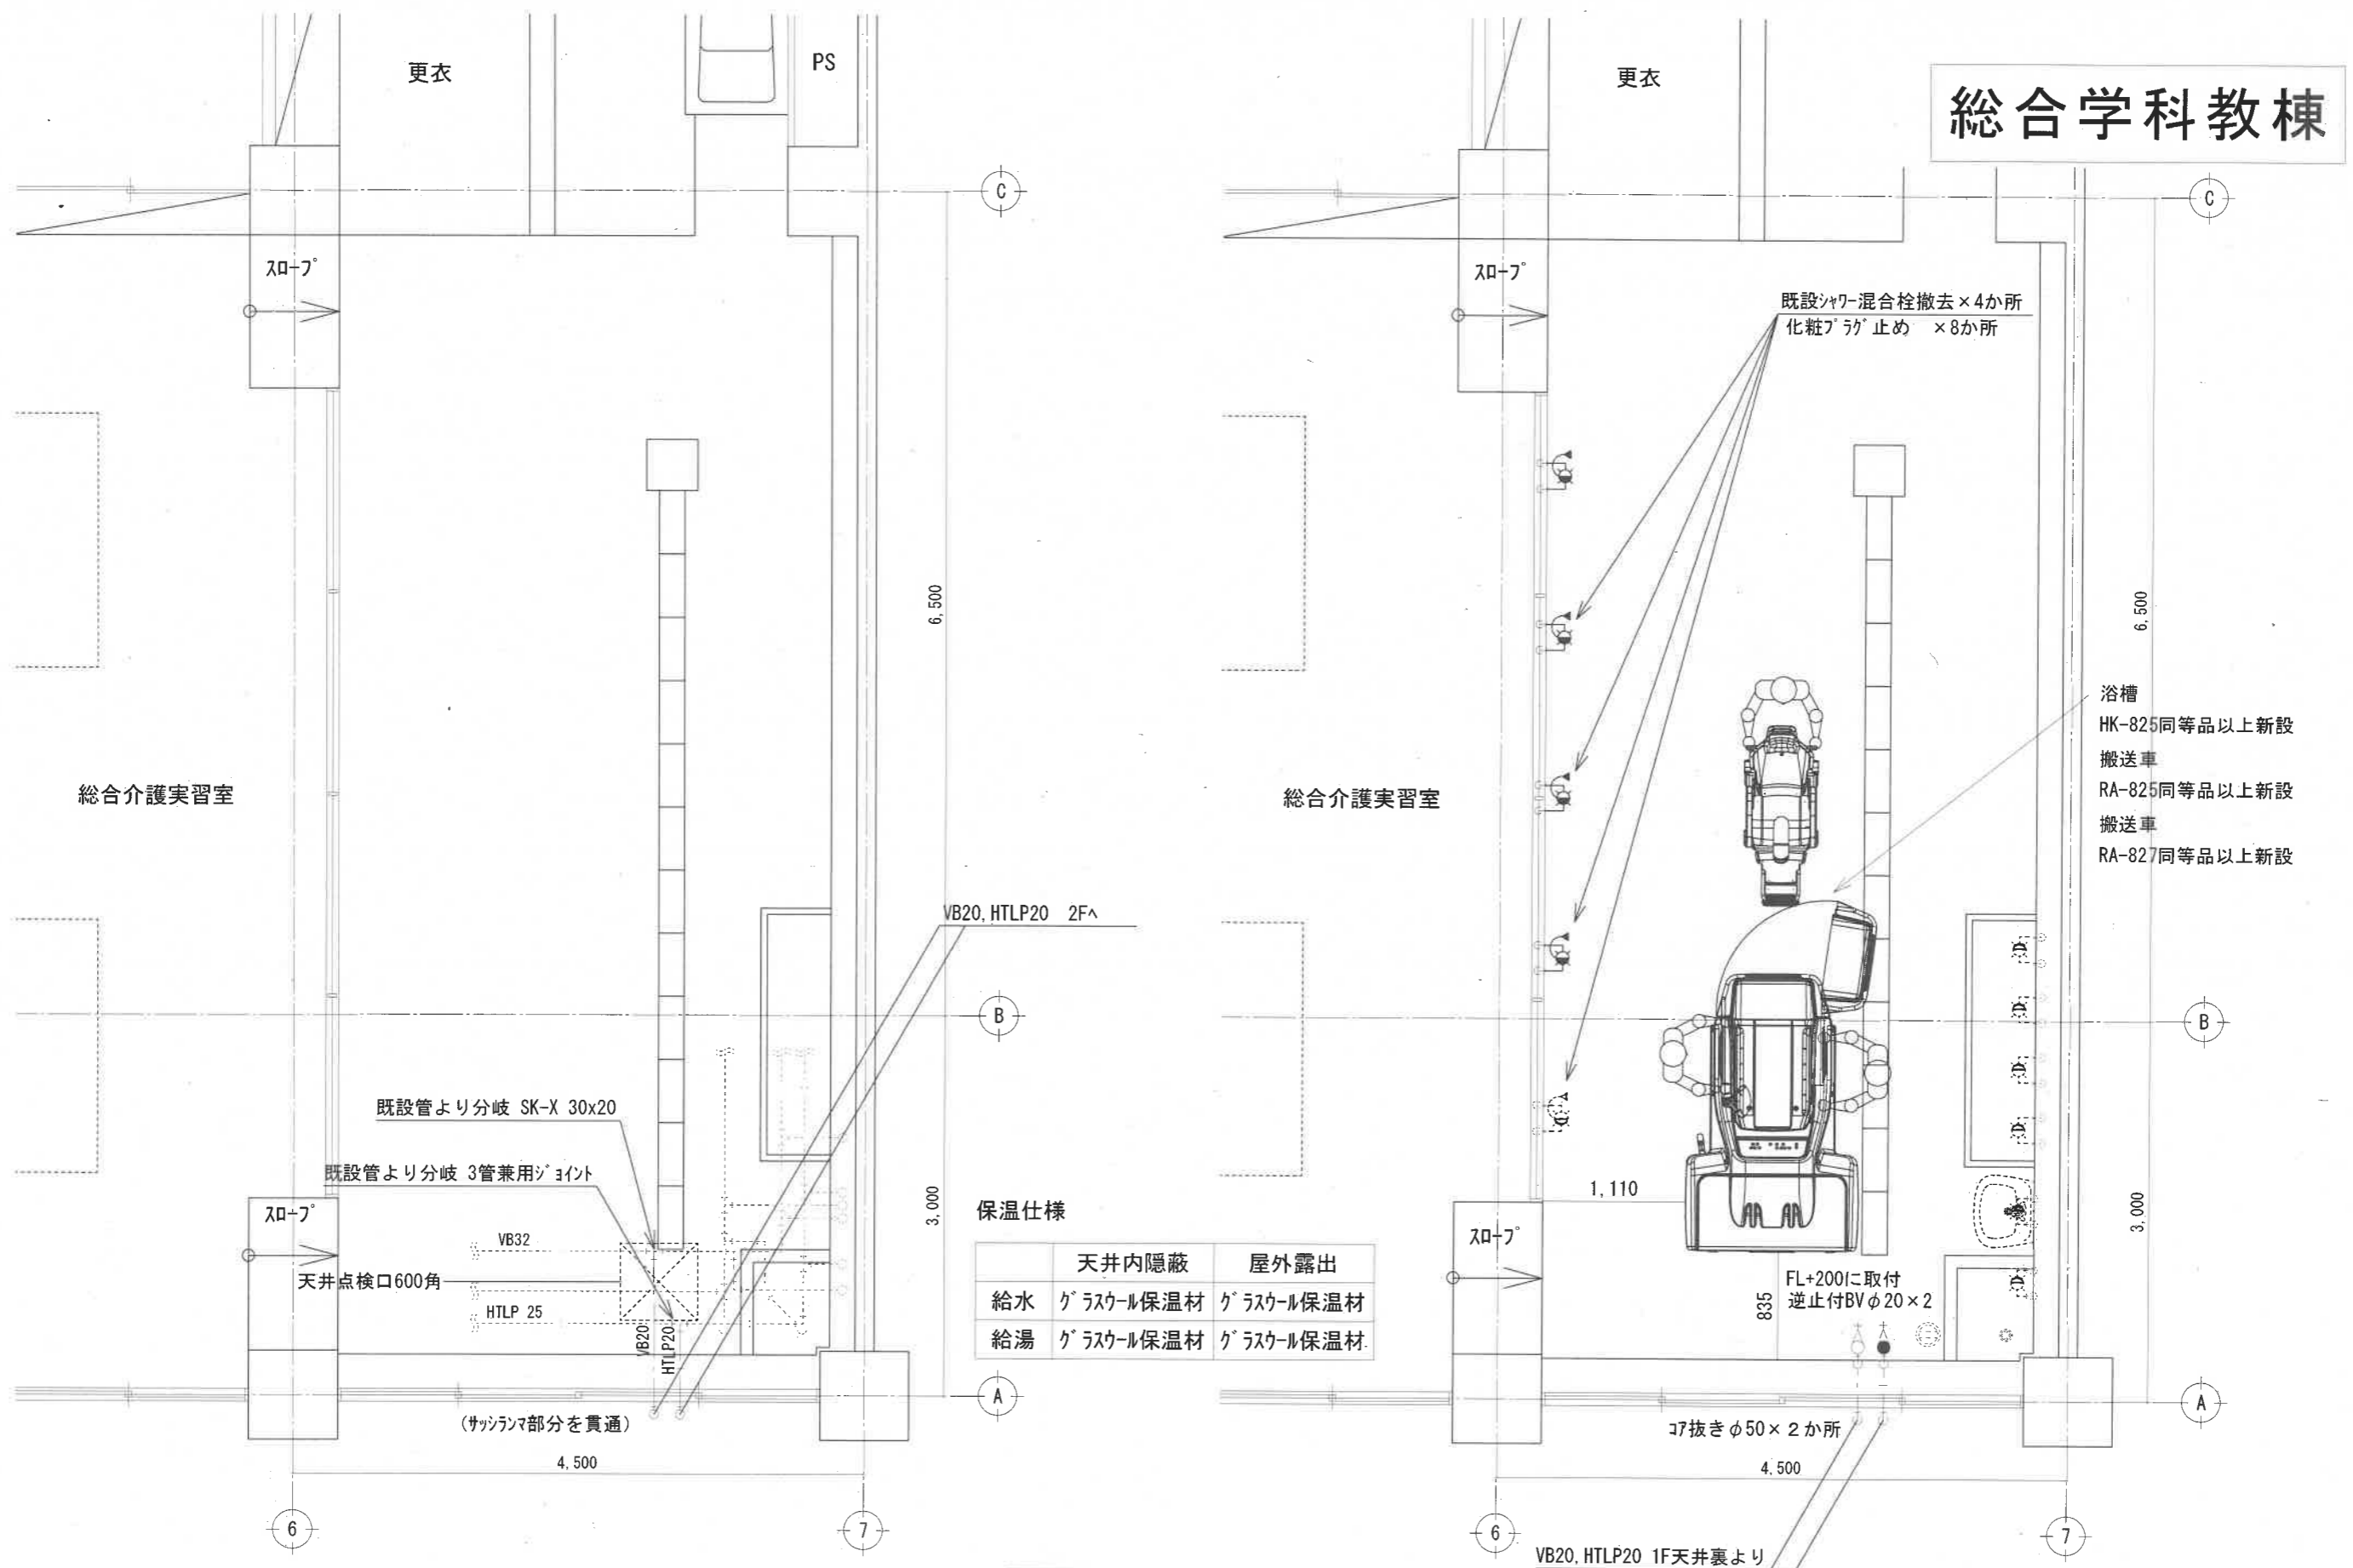 総合学科教棟
更衣
PS
C
スロープ
6,500
総合介護実習室
VB20,HTLP20 2Fへ
B
既設管より分岐 SK-X 30x20
既設管より分岐 3管兼用ジョイント
スロープ
3,000
VB32
天井点検口600角
HTLP 25
VB20
HTLP20
A
(サッシランマ部分を貫通)
4,500
6
7
保温仕様
天井内隠蔽 屋外露出
給水 グラスウール保温材 グラスウール保温材
給湯 グラスウール保温材 グラスウール保温材
更衣
C
スロープ
既設シャワー混合栓撤去×4か所
化粧プラグ止め ×8か所
6,500
浴槽
HK-825同等品以上新設
搬送車
RA-825同等品以上新設
搬送車
RA-827同等品以上新設
総合介護実習室
B
1,110
3,000
スロープ
FL+200に取付
逆止付BVφ20×2
835
A
コア抜きφ50×2か所
4,500
6
7
VB20,HTLP20 1F天井裏より